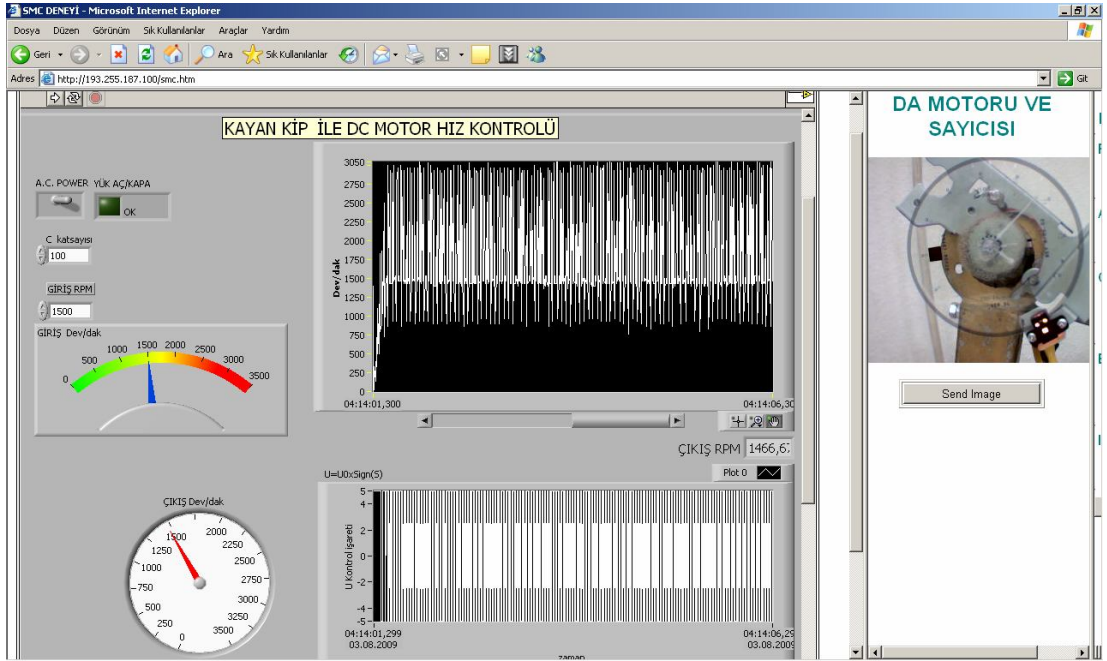 SMC DENEYİ - Microsoft Internet Explorer
Dosya Düzen Görünüm Sık Kullanılanlar Araçlar Yardım
Geri Ara Sık Kullanılanlar
Adres http://193.255.187.100/smc.htm Git
KAYAN KİP İLE DC MOTOR HIZ KONTROLÜ
A.C. POWER YÜK AÇ/KAPA
OK
C katsayısı
100
GİRİŞ RPM
1500
GİRİŞ Dev/dak
0 500 1000 1500 2000 2500 3000 3500
Dev/dak
3050
2750
2500
2250
2000
1750
1500
1250
1000
750
500
250
0
04:14:01,300 04:14:06,30
ÇIKIŞ RPM 1466,67
Plot 0
U=U0xSign(S)
U Kontrol işareti
5
4
2
0
-2
-4
-5
04:14:01,299 04:14:06,29
03.08.2009 03.08.2009
zaman
ÇIKIŞ Dev/dak
0 250 500 750 1000 1250 1500 2000 2250 2500 2750 3000 3250 3500
DA MOTORU VE
SAYICISI
Send Image